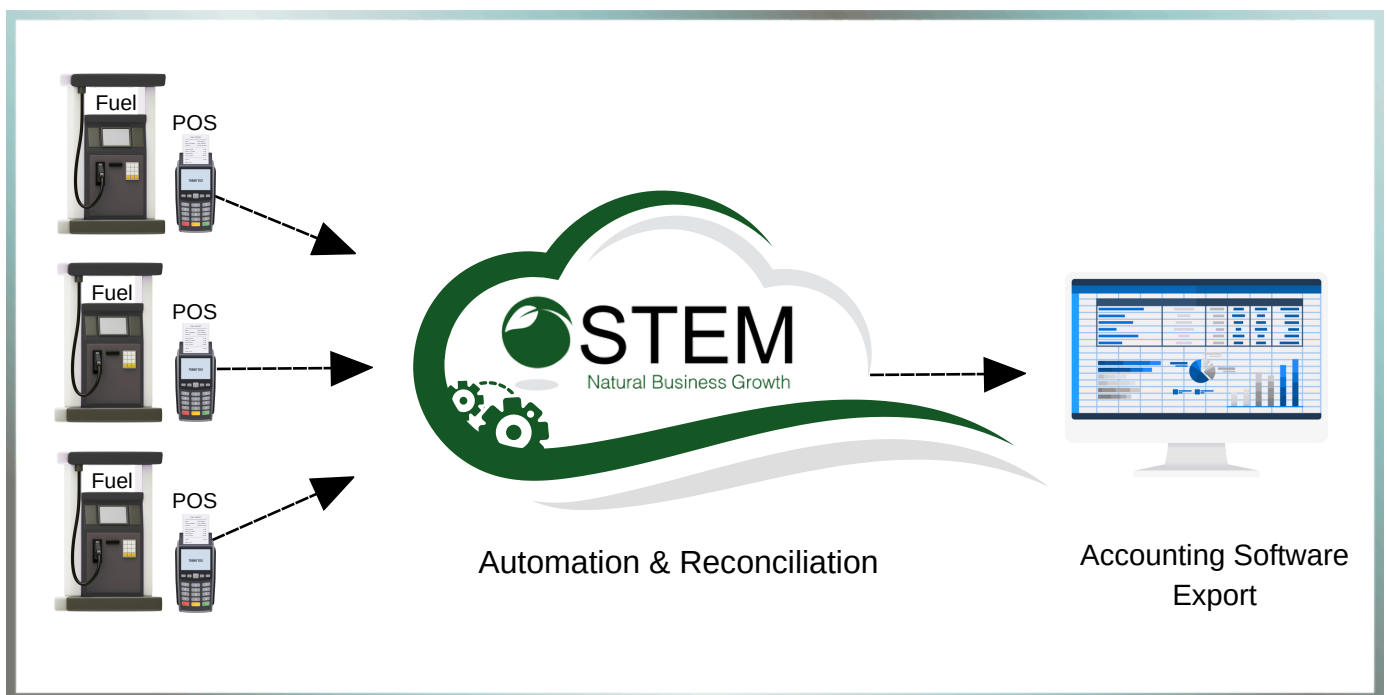 Fuel
POS
Fuel
POS
Fuel
POS
STEM
Natural Business Growth
Automation & Reconciliation
Accounting Software
Export